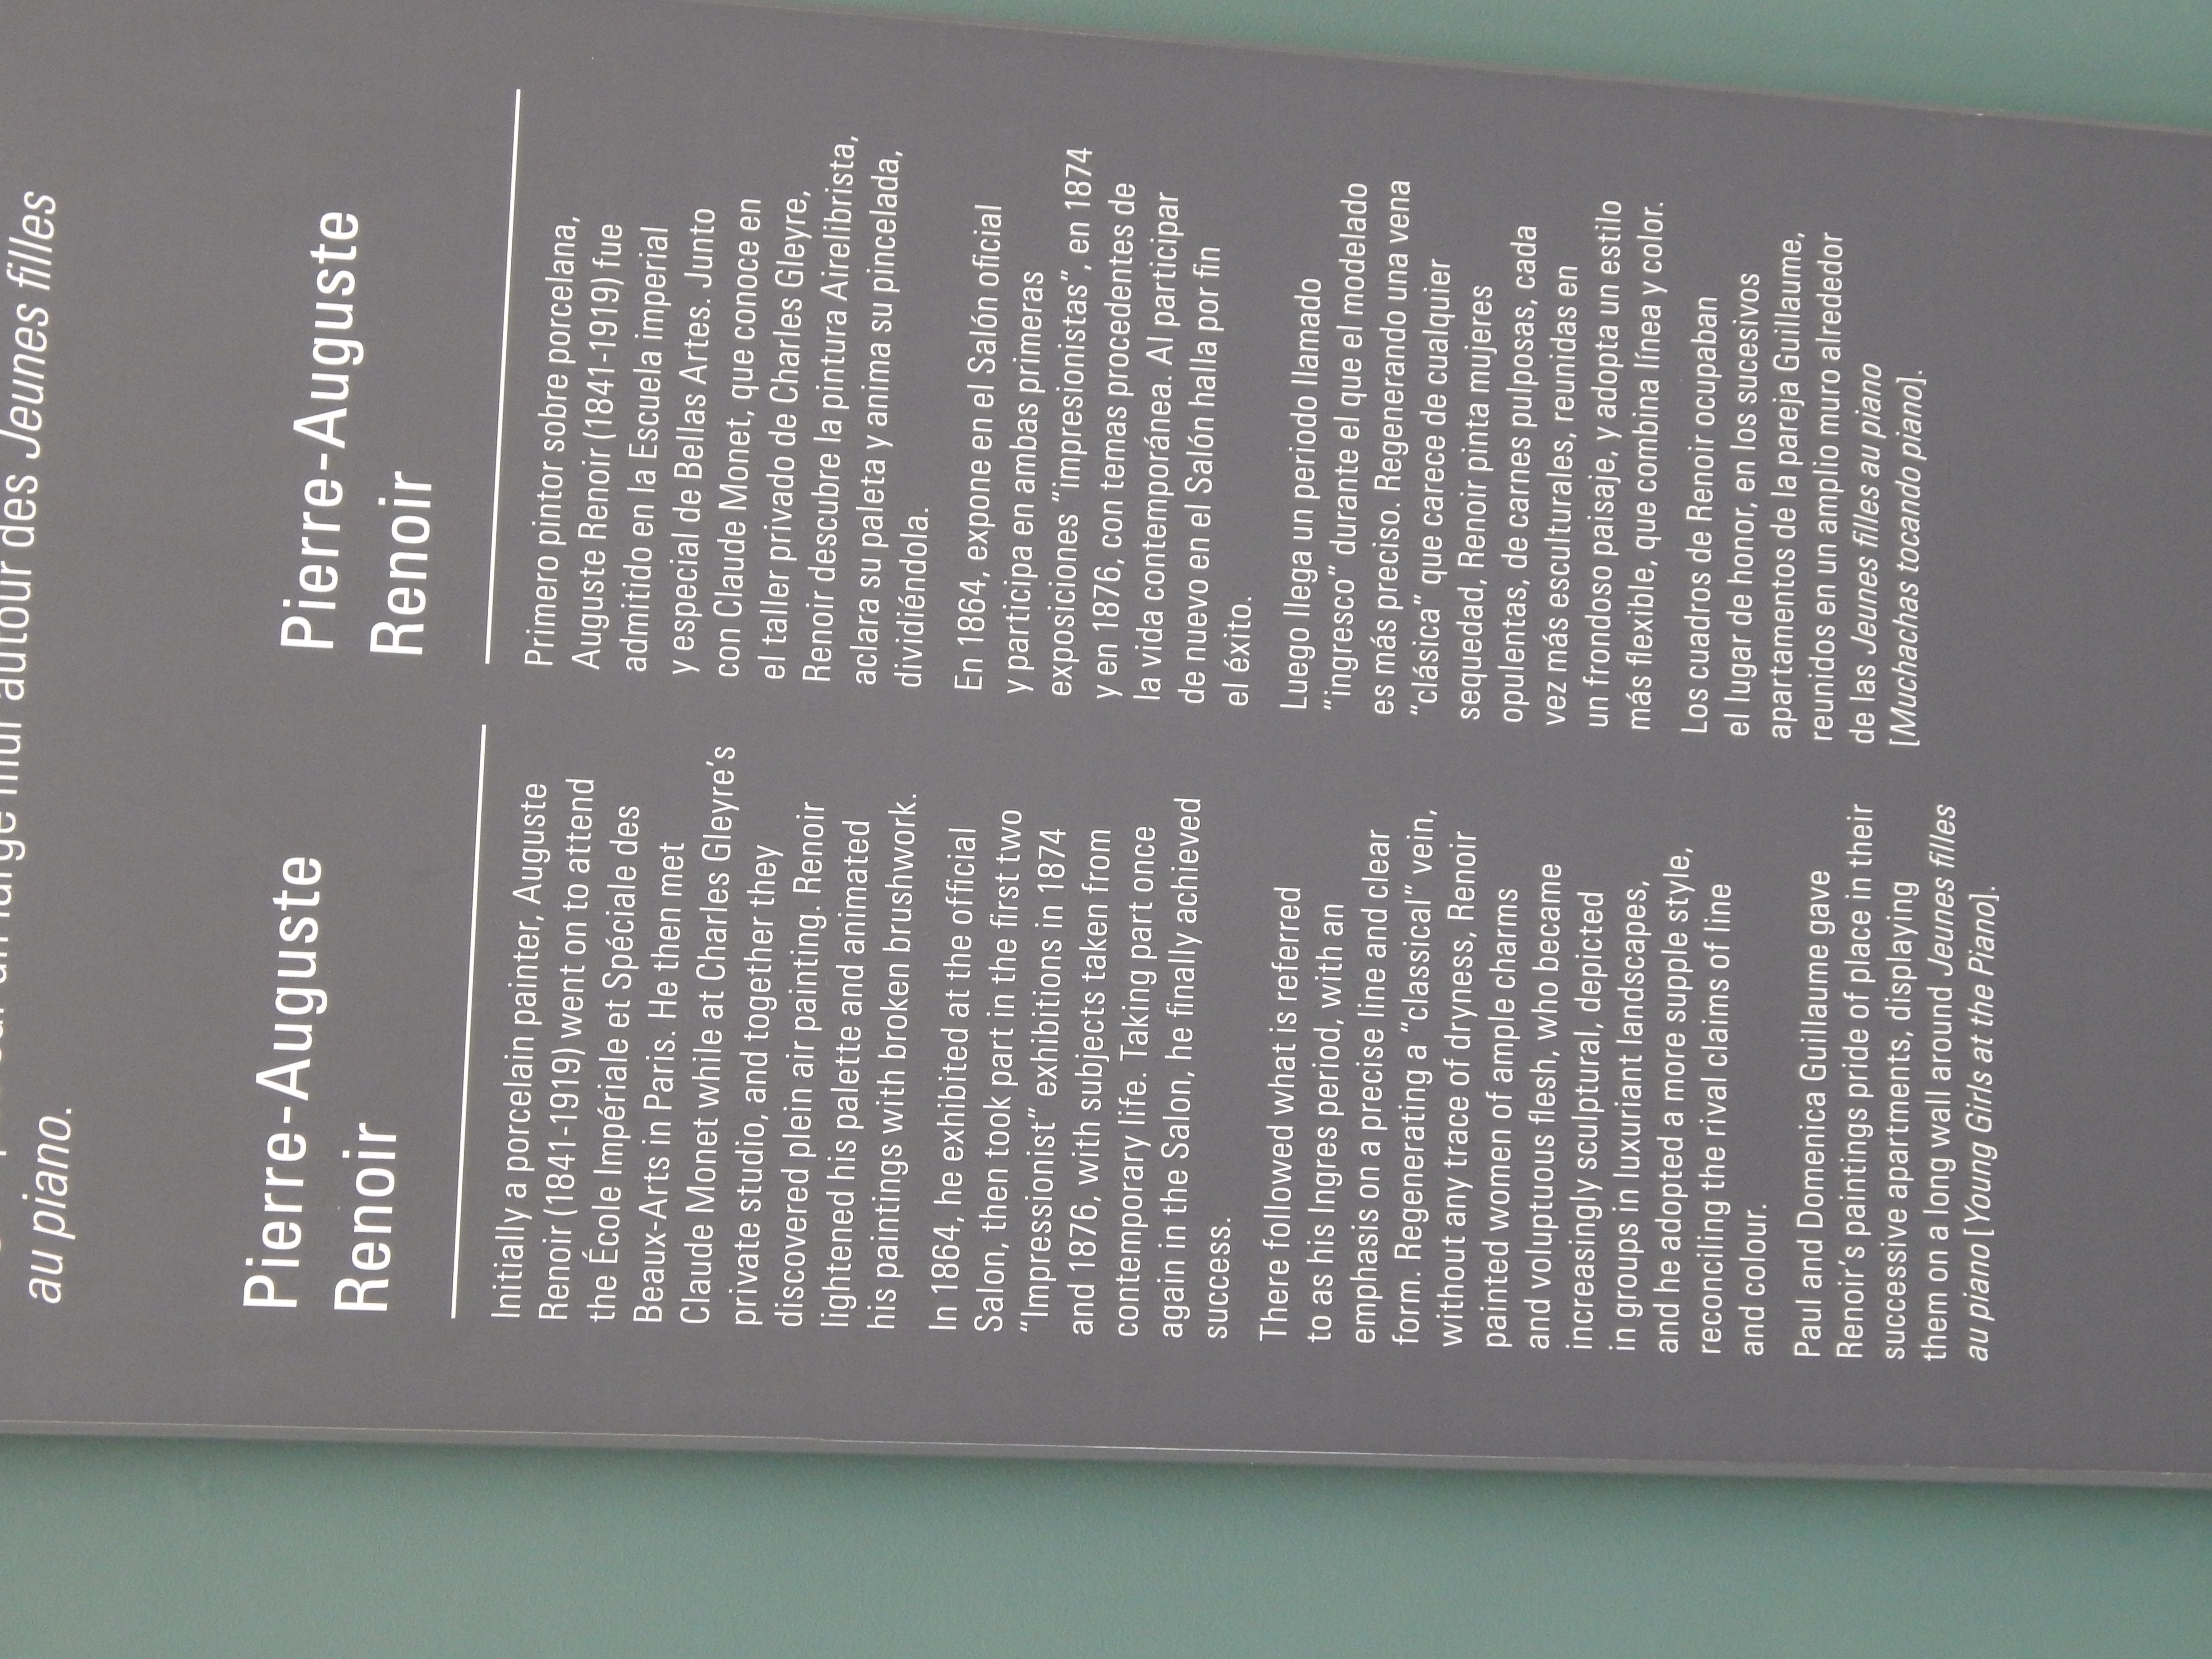 autour des Jeunes filles
au piano.
Pierre-Auguste
Renoir
Initially a porcelain painter, Auguste
Renoir (1841-1919) went on to attend
the École Impériale et Spéciale des
Beaux-Arts in Paris. He then met
Claude Monet while at Charles Gleyre's
private studio, and together they
discovered plein air painting. Renoir
lightened his palette and animated
his paintings with broken brushwork.
In 1864, he exhibited at the official
Salon, then took part in the first two
"Impressionist" exhibitions in 1874
and 1876, with subjects taken from
contemporary life. Taking part once
again in the Salon, he finally achieved
success.
There followed what is referred
to as his Ingres period, with an
emphasis on a precise line and clear
form. Regenerating a "classical" vein,
without any trace of dryness, Renoir
painted women of ample charms
and voluptuous flesh, who became
increasingly sculptural, depicted
in groups in luxuriant landscapes,
and he adopted a more supple style,
reconciling the rival claims of line
and colour.
Paul and Domenica Guillaume gave
Renoir's paintings pride of place in their
successive apartments, displaying
them on a long wall around Jeunes filles
au piano [Young Girls at the Piano].
Pierre-Auguste
Renoir
Primero pintor sobre porcelana,
Auguste Renoir (1841-1919) fue
admitido en la Escuela imperial
y especial de Bellas Artes. Junto
con Claude Monet, que conoce en
el taller privado de Charles Gleyre,
Renoir descubre la pintura Airelibrista,
aclara su paleta y anima su pincelada,
dividiéndola.
En 1864, expone en el Salón oficial
y participa en ambas primeras
exposiciones "impresionistas", en 1874
y en 1876, con temas procedentes de
la vida contemporánea. Al participar
de nuevo en el Salón halla por fin
el éxito.
Luego llega un periodo llamado
"ingresco" durante el que el modelado
es más preciso. Regenerando una vena
"clásica" que carece de cualquier
sequedad, Renoir pinta mujeres
opulentas, de carnes pulposas, cada
vez más esculturales, reunidas en
un frondoso paisaje, y adopta un estilo
más flexible, que combina línea y color.
Los cuadros de Renoir ocupaban
el lugar de honor, en los sucesivos
apartamentos de la pareja Guillaume,
reunidos en un amplio muro alrededor
de las Jeunes filles au piano
[Muchachas tocando piano].